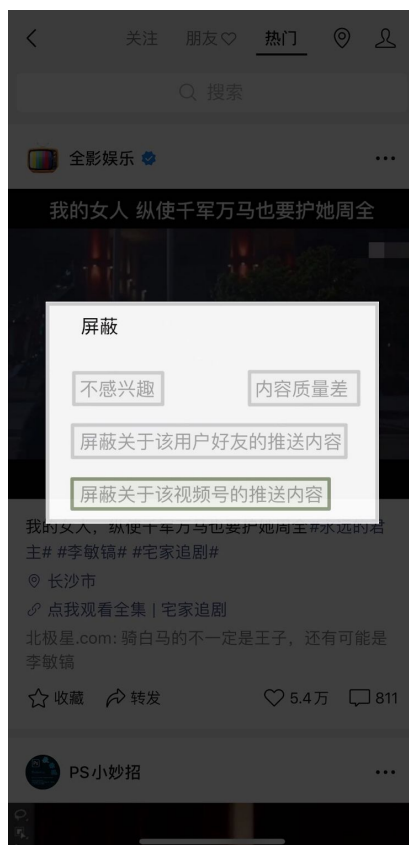 关注 朋友♡ 热门
搜索
全影娱乐
我的女人 纵使千军万马也要护她周全
屏蔽
不感兴趣 内容质量差
屏蔽关于该用户好友的推送内容
屏蔽关于该视频号的推送内容
我的女人，纵使千军万马也要护她周全#永远的君
主# #李敏镐# #宅家追剧#
长沙市
点我观看全集 | 宅家追剧
北极星.com: 骑白马的不一定是王子，还有可能是
李敏镐
收藏 转发 5.4万 811
PS小妙招